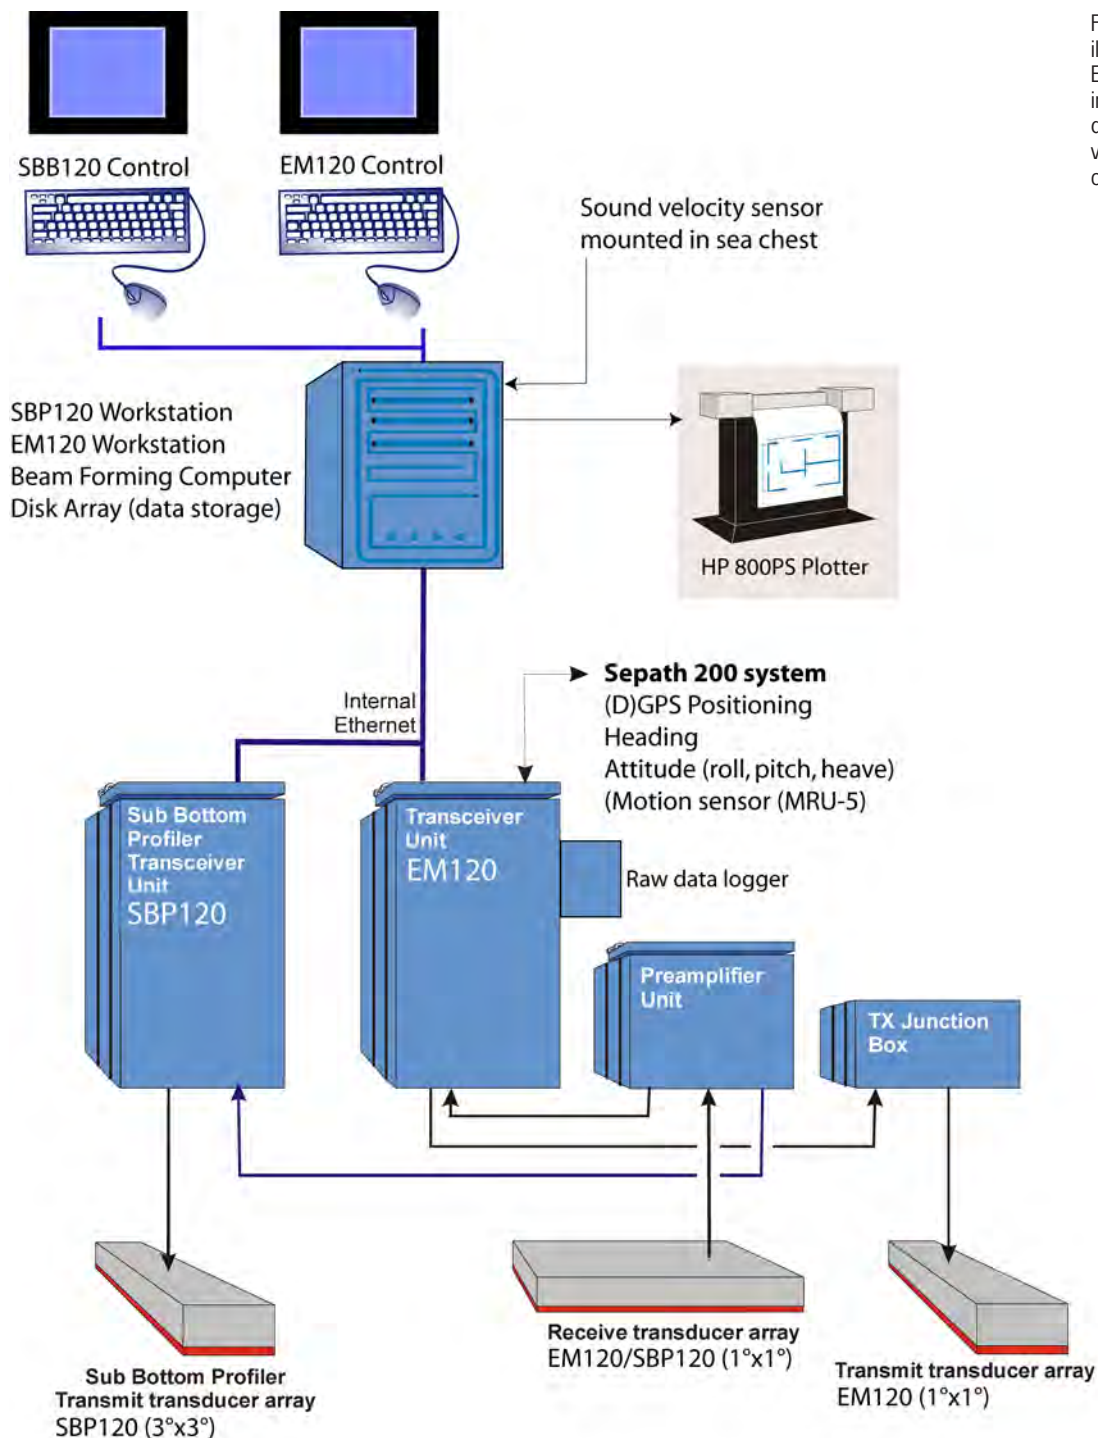 SBB120 Control
EM120 Control
Sound velocity sensor
mounted in sea chest
SBP120 Workstation
EM120 Workstation
Beam Forming Computer
Disk Array (data storage)
HP 800PS Plotter
Internal
Ethernet
Sepath 200 system
(D)GPS Positioning
Heading
Attitude (roll, pitch, heave)
(Motion sensor (MRU-5)
Sub Bottom
Profiler
Transceiver
Unit
SBP120
Transceiver
Unit
EM120
Raw data logger
Preamplifier
Unit
TX Junction
Box
Sub Bottom Profiler
Transmit transducer array
SBP120 (3°x3°)
Receive transducer array
EM120/SBP120 (1°x1°)
Transmit transducer array
EM120 (1°x1°)